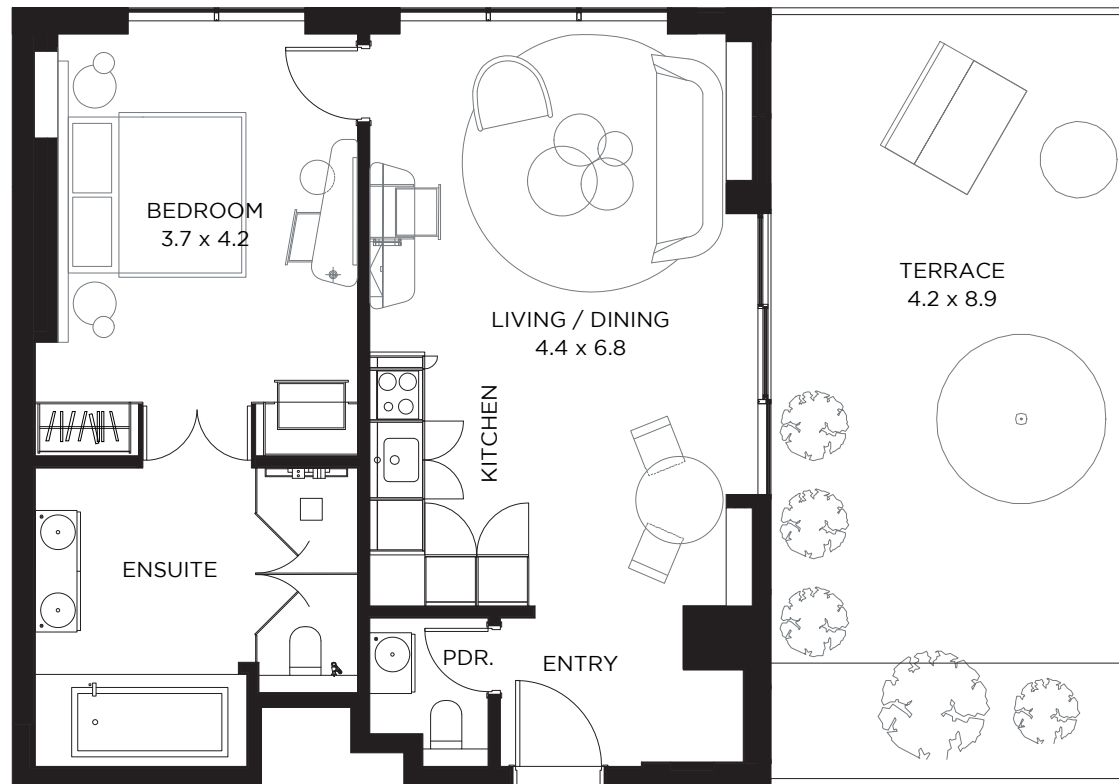 BEDROOM
3.7 x 4.2
LIVING / DINING
4.4 x 6.8
TERRACE
4.2 x 8.9
KITCHEN
ENSUITE
PDR.
ENTRY